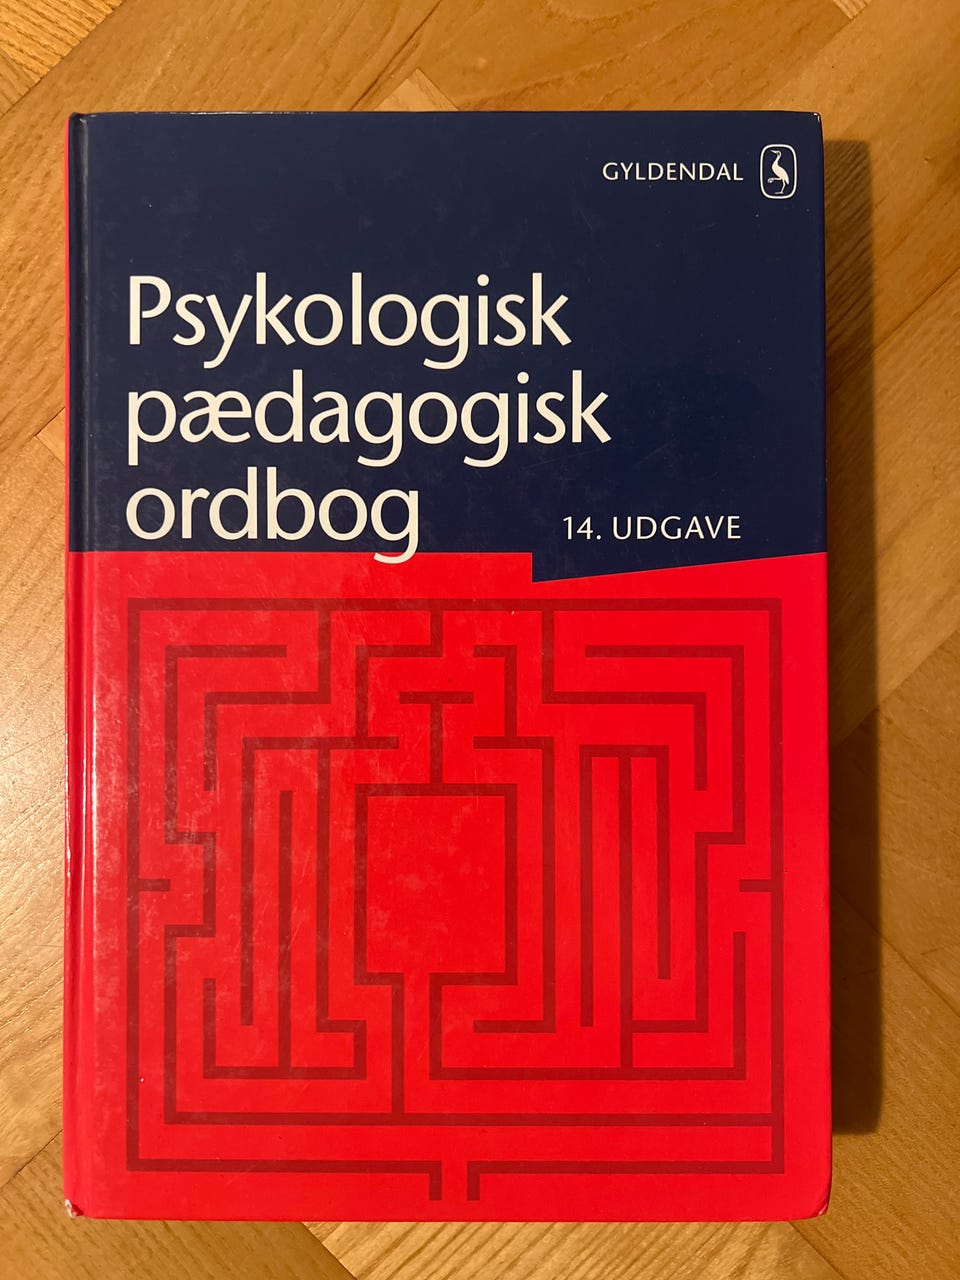 GYLDENDAL
Psykologisk
pædagogisk
ordbog
14. UDGAVE